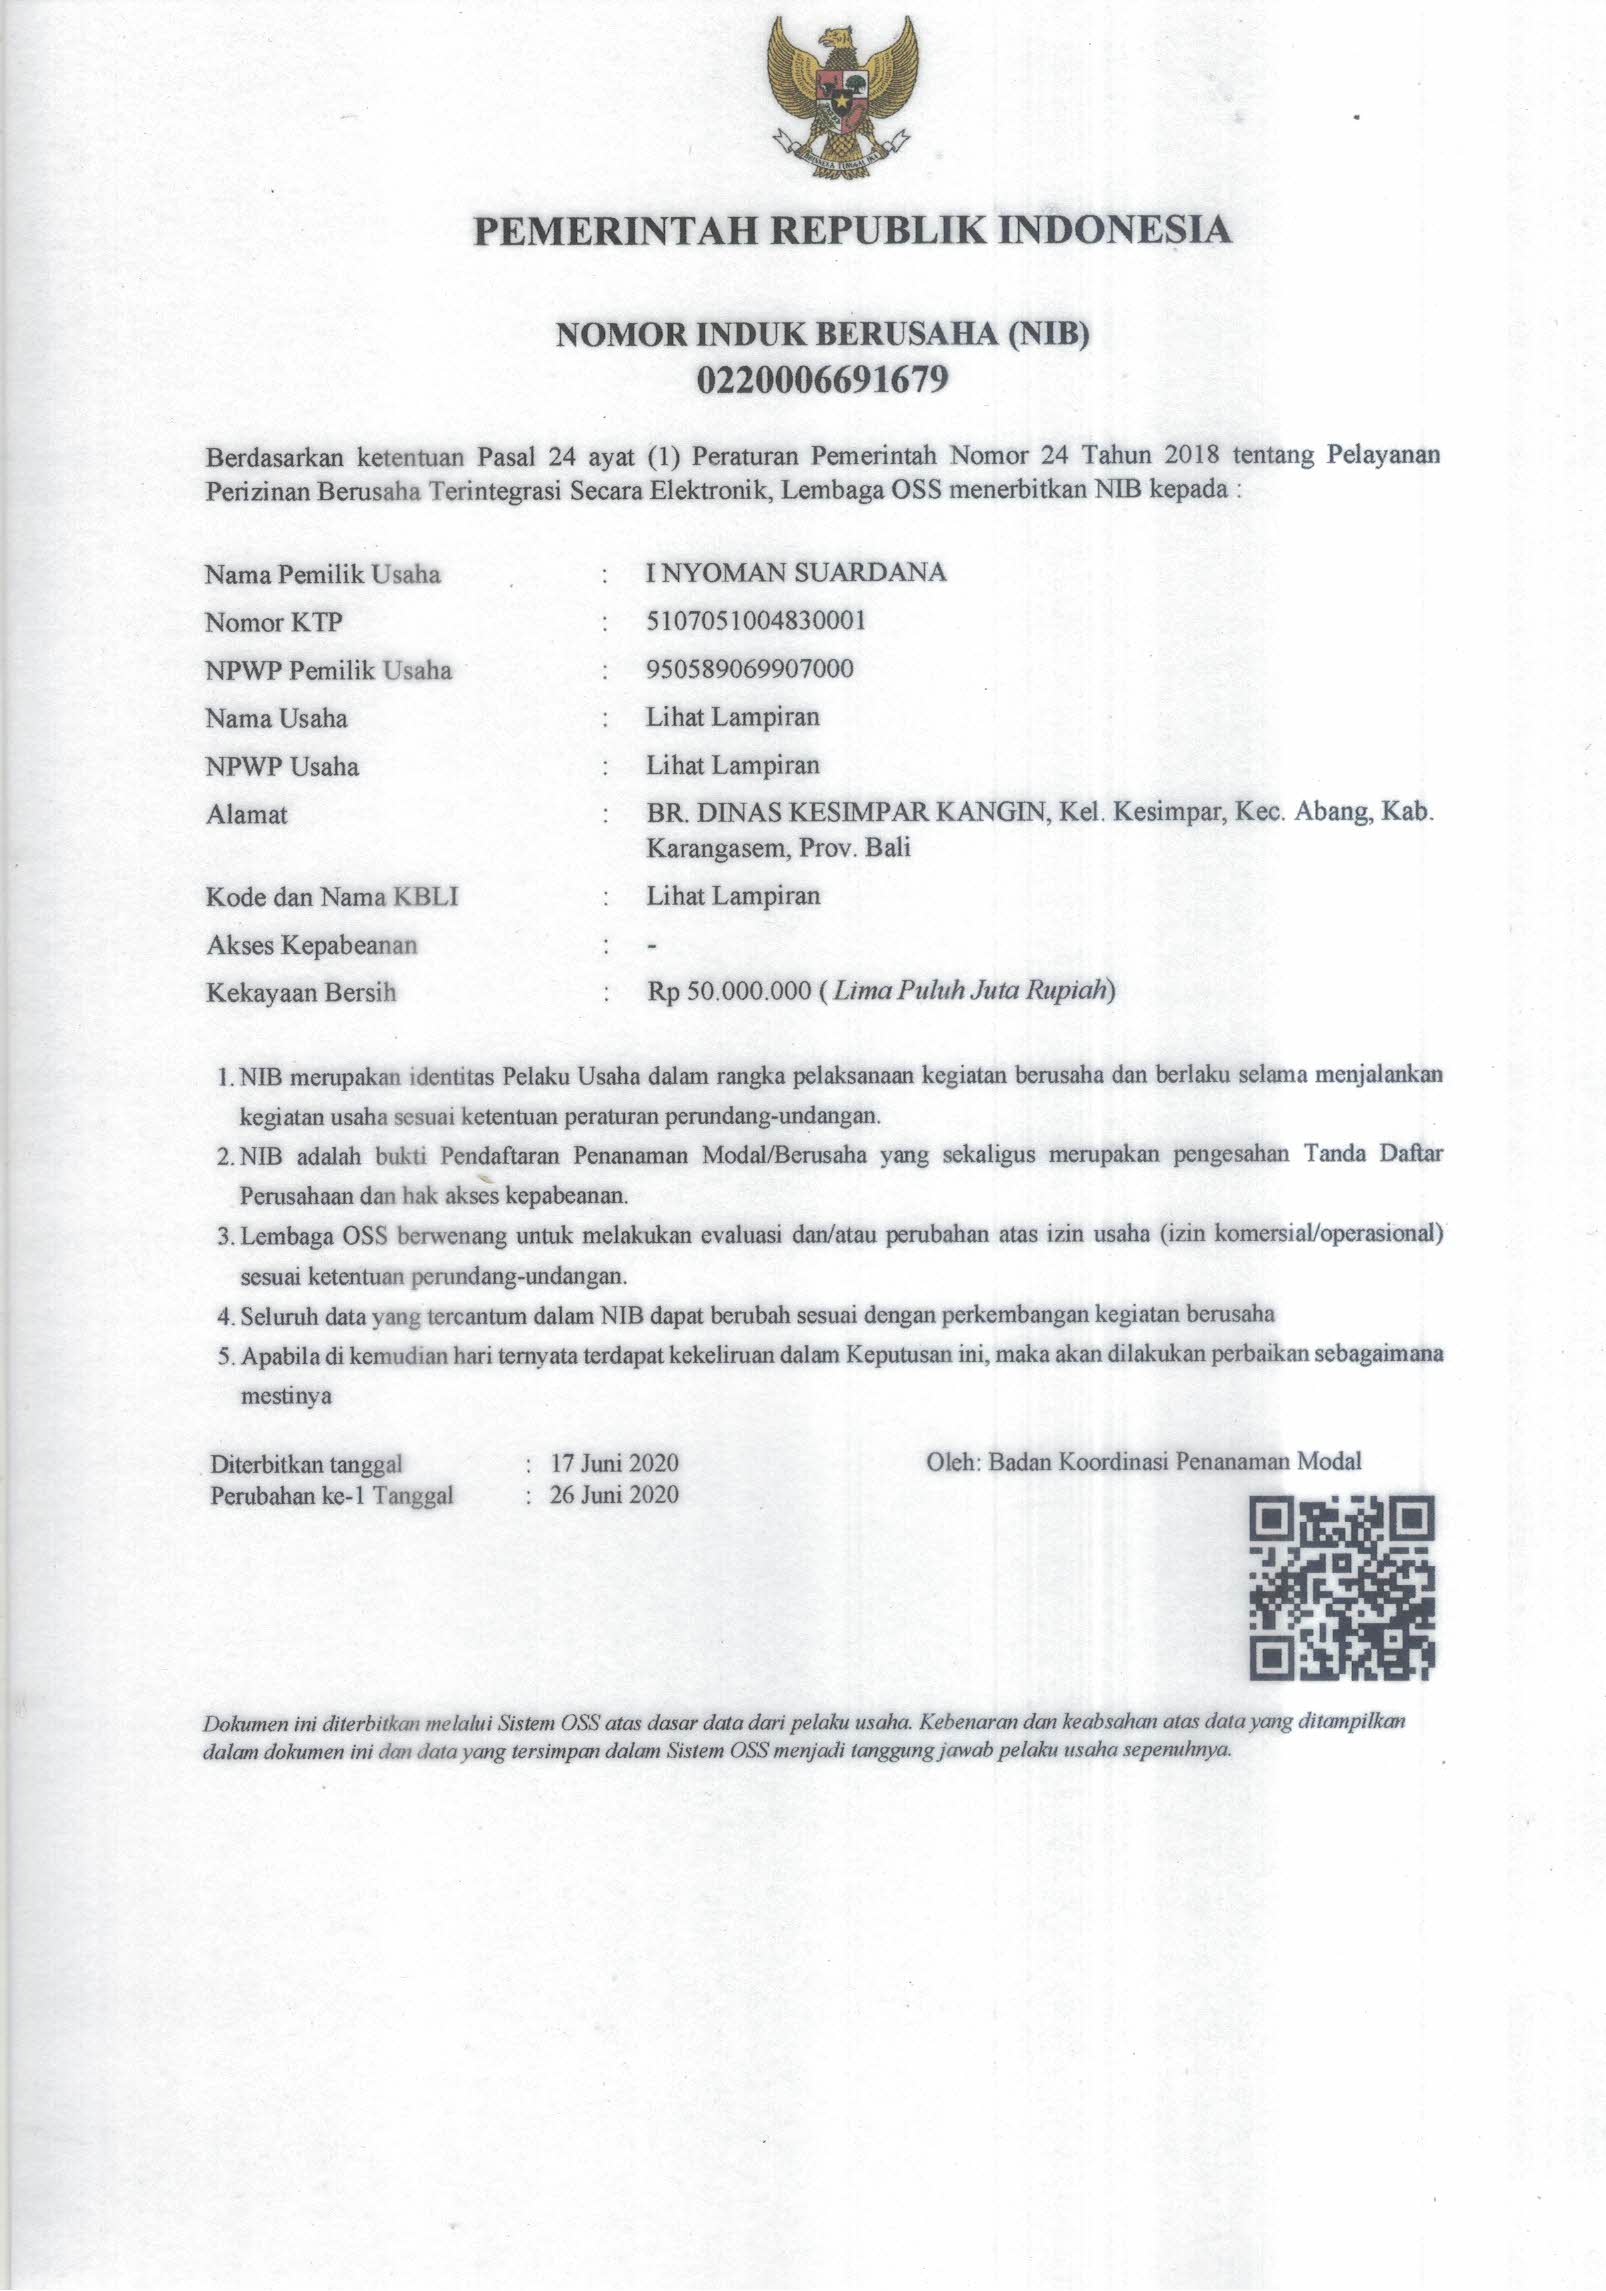 PEMERINTAH REPUBLIK INDONESIA
NOMOR INDUK BERUSAHA (NIB)
0220006691679
Berdasarkan ketentuan Pasal 24 ayat (1) Peraturan Pemerintah Nomor 24 Tahun 2018 tentang Pelayanan
Perizinan Berusaha Terintegrasi Secara Elektronik, Lembaga OSS menerbitkan NIB kepada :
Nama Pemilik Usaha : I NYOMAN SUARDANA
Nomor KTP : 5107051004830001
NPWP Pemilik Usaha : 950589069907000
Nama Usaha : Lihat Lampiran
NPWP Usaha : Lihat Lampiran
Alamat : BR. DINAS KESIMPAR KANGIN, Kel. Kesimpar, Kec. Abang, Kab.
Karangasem, Prov. Bali
Kode dan Nama KBLI : Lihat Lampiran
Akses Kepabeanan : -
Kekayaan Bersih : Rp 50.000.000 ( Lima Puluh Juta Rupiah)
1. NIB merupakan identitas Pelaku Usaha dalam rangka pelaksanaan kegiatan berusaha dan berlaku selama menjalankan
kegiatan usaha sesuai ketentuan peraturan perundang-undangan.
2. NIB adalah bukti Pendaftaran Penanaman Modal/Berusaha yang sekaligus merupakan pengesahan Tanda Daftar
Perusahaan dan hak akses kepabeanan.
3. Lembaga OSS berwenang untuk melakukan evaluasi dan/atau perubahan atas izin usaha (izin komersial/operasional)
sesuai ketentuan perundang-undangan.
4. Seluruh data yang tercantum dalam NIB dapat berubah sesuai dengan perkembangan kegiatan berusaha
5. Apabila di kemudian hari ternyata terdapat kekeliruan dalam Keputusan ini, maka akan dilakukan perbaikan sebagaimana
mestinya
Diterbitkan tanggal : 17 Juni 2020 Oleh: Badan Koordinasi Penanaman Modal
Perubahan ke-1 Tanggal : 26 Juni 2020
Dokumen ini diterbitkan melalui Sistem OSS atas dasar data dari pelaku usaha. Kebenaran dan keabsahan atas data yang ditampilkan
dalam dokumen ini dan data yang tersimpan dalam Sistem OSS menjadi tanggung jawab pelaku usaha sepenuhnya.